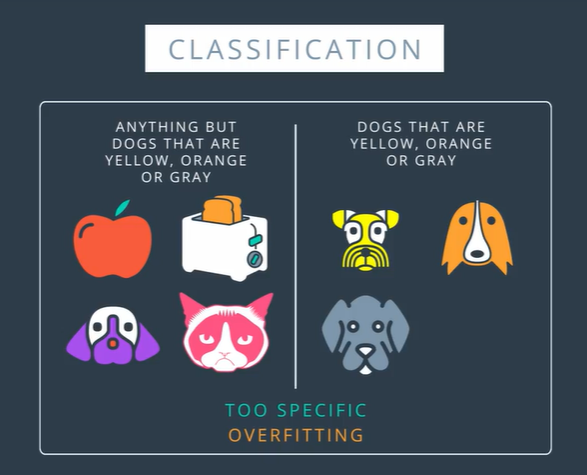 CLASSIFICATION
ANYTHING BUT
DOGS THAT ARE
YELLOW, ORANGE
OR GRAY
DOGS THAT ARE
YELLOW, ORANGE
OR GRAY
TOO SPECIFIC
OVERFITTING